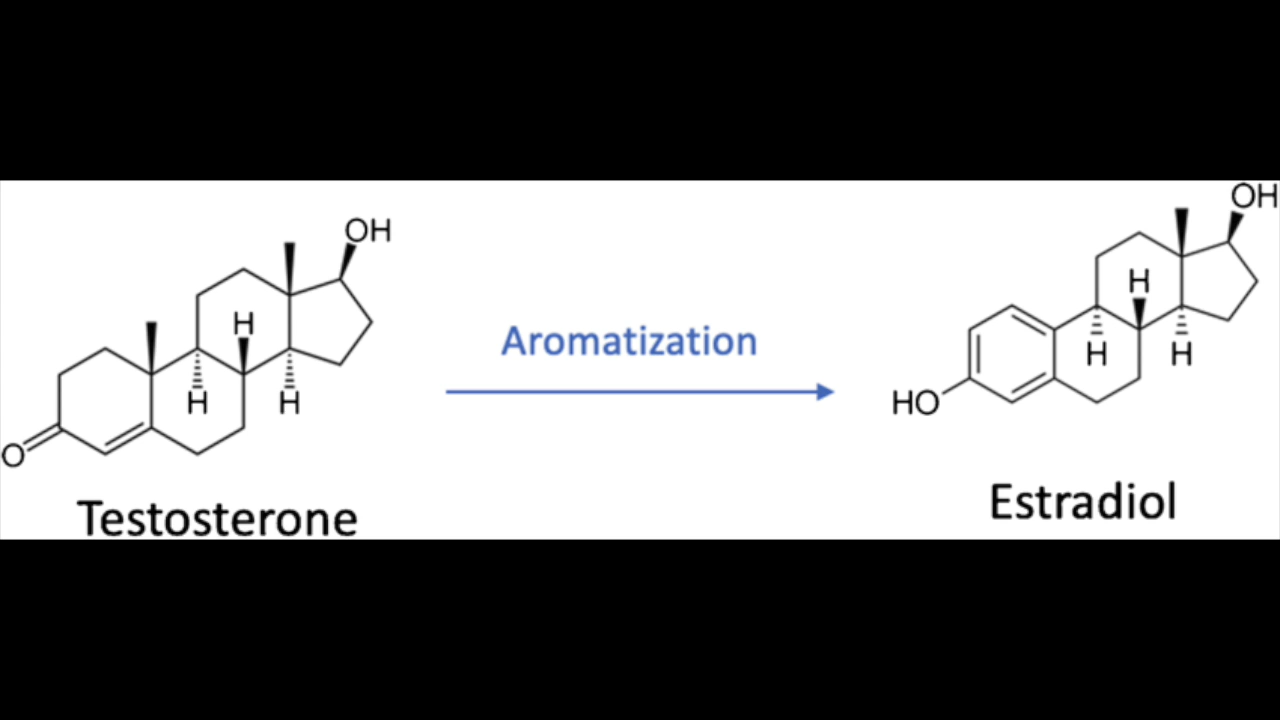 OH
H
H
H
O
Testosterone
Aromatization
OH
H
H
H
HO
Estradiol